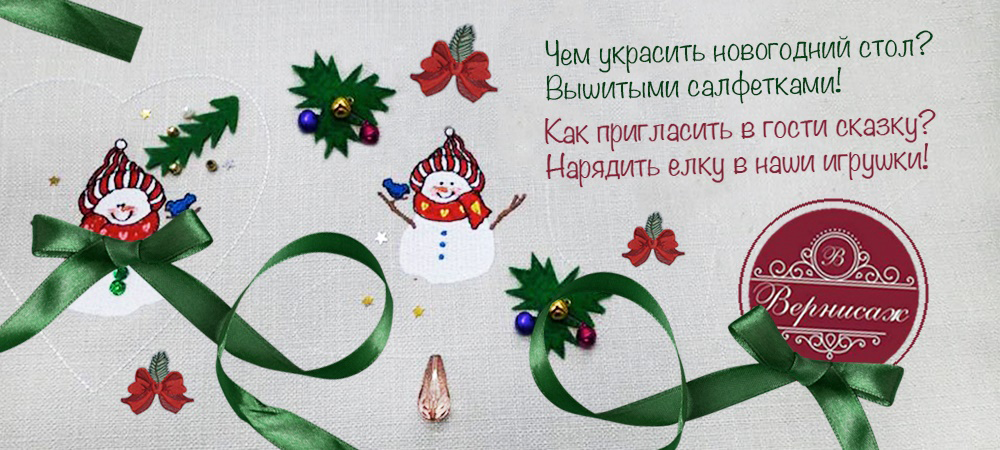 Чем украсить новогодний стол?
Вышитыми салфетками!
Как пригласить в гости сказку?
Нарядить елку в наши игрушки!
В
Вернисаж